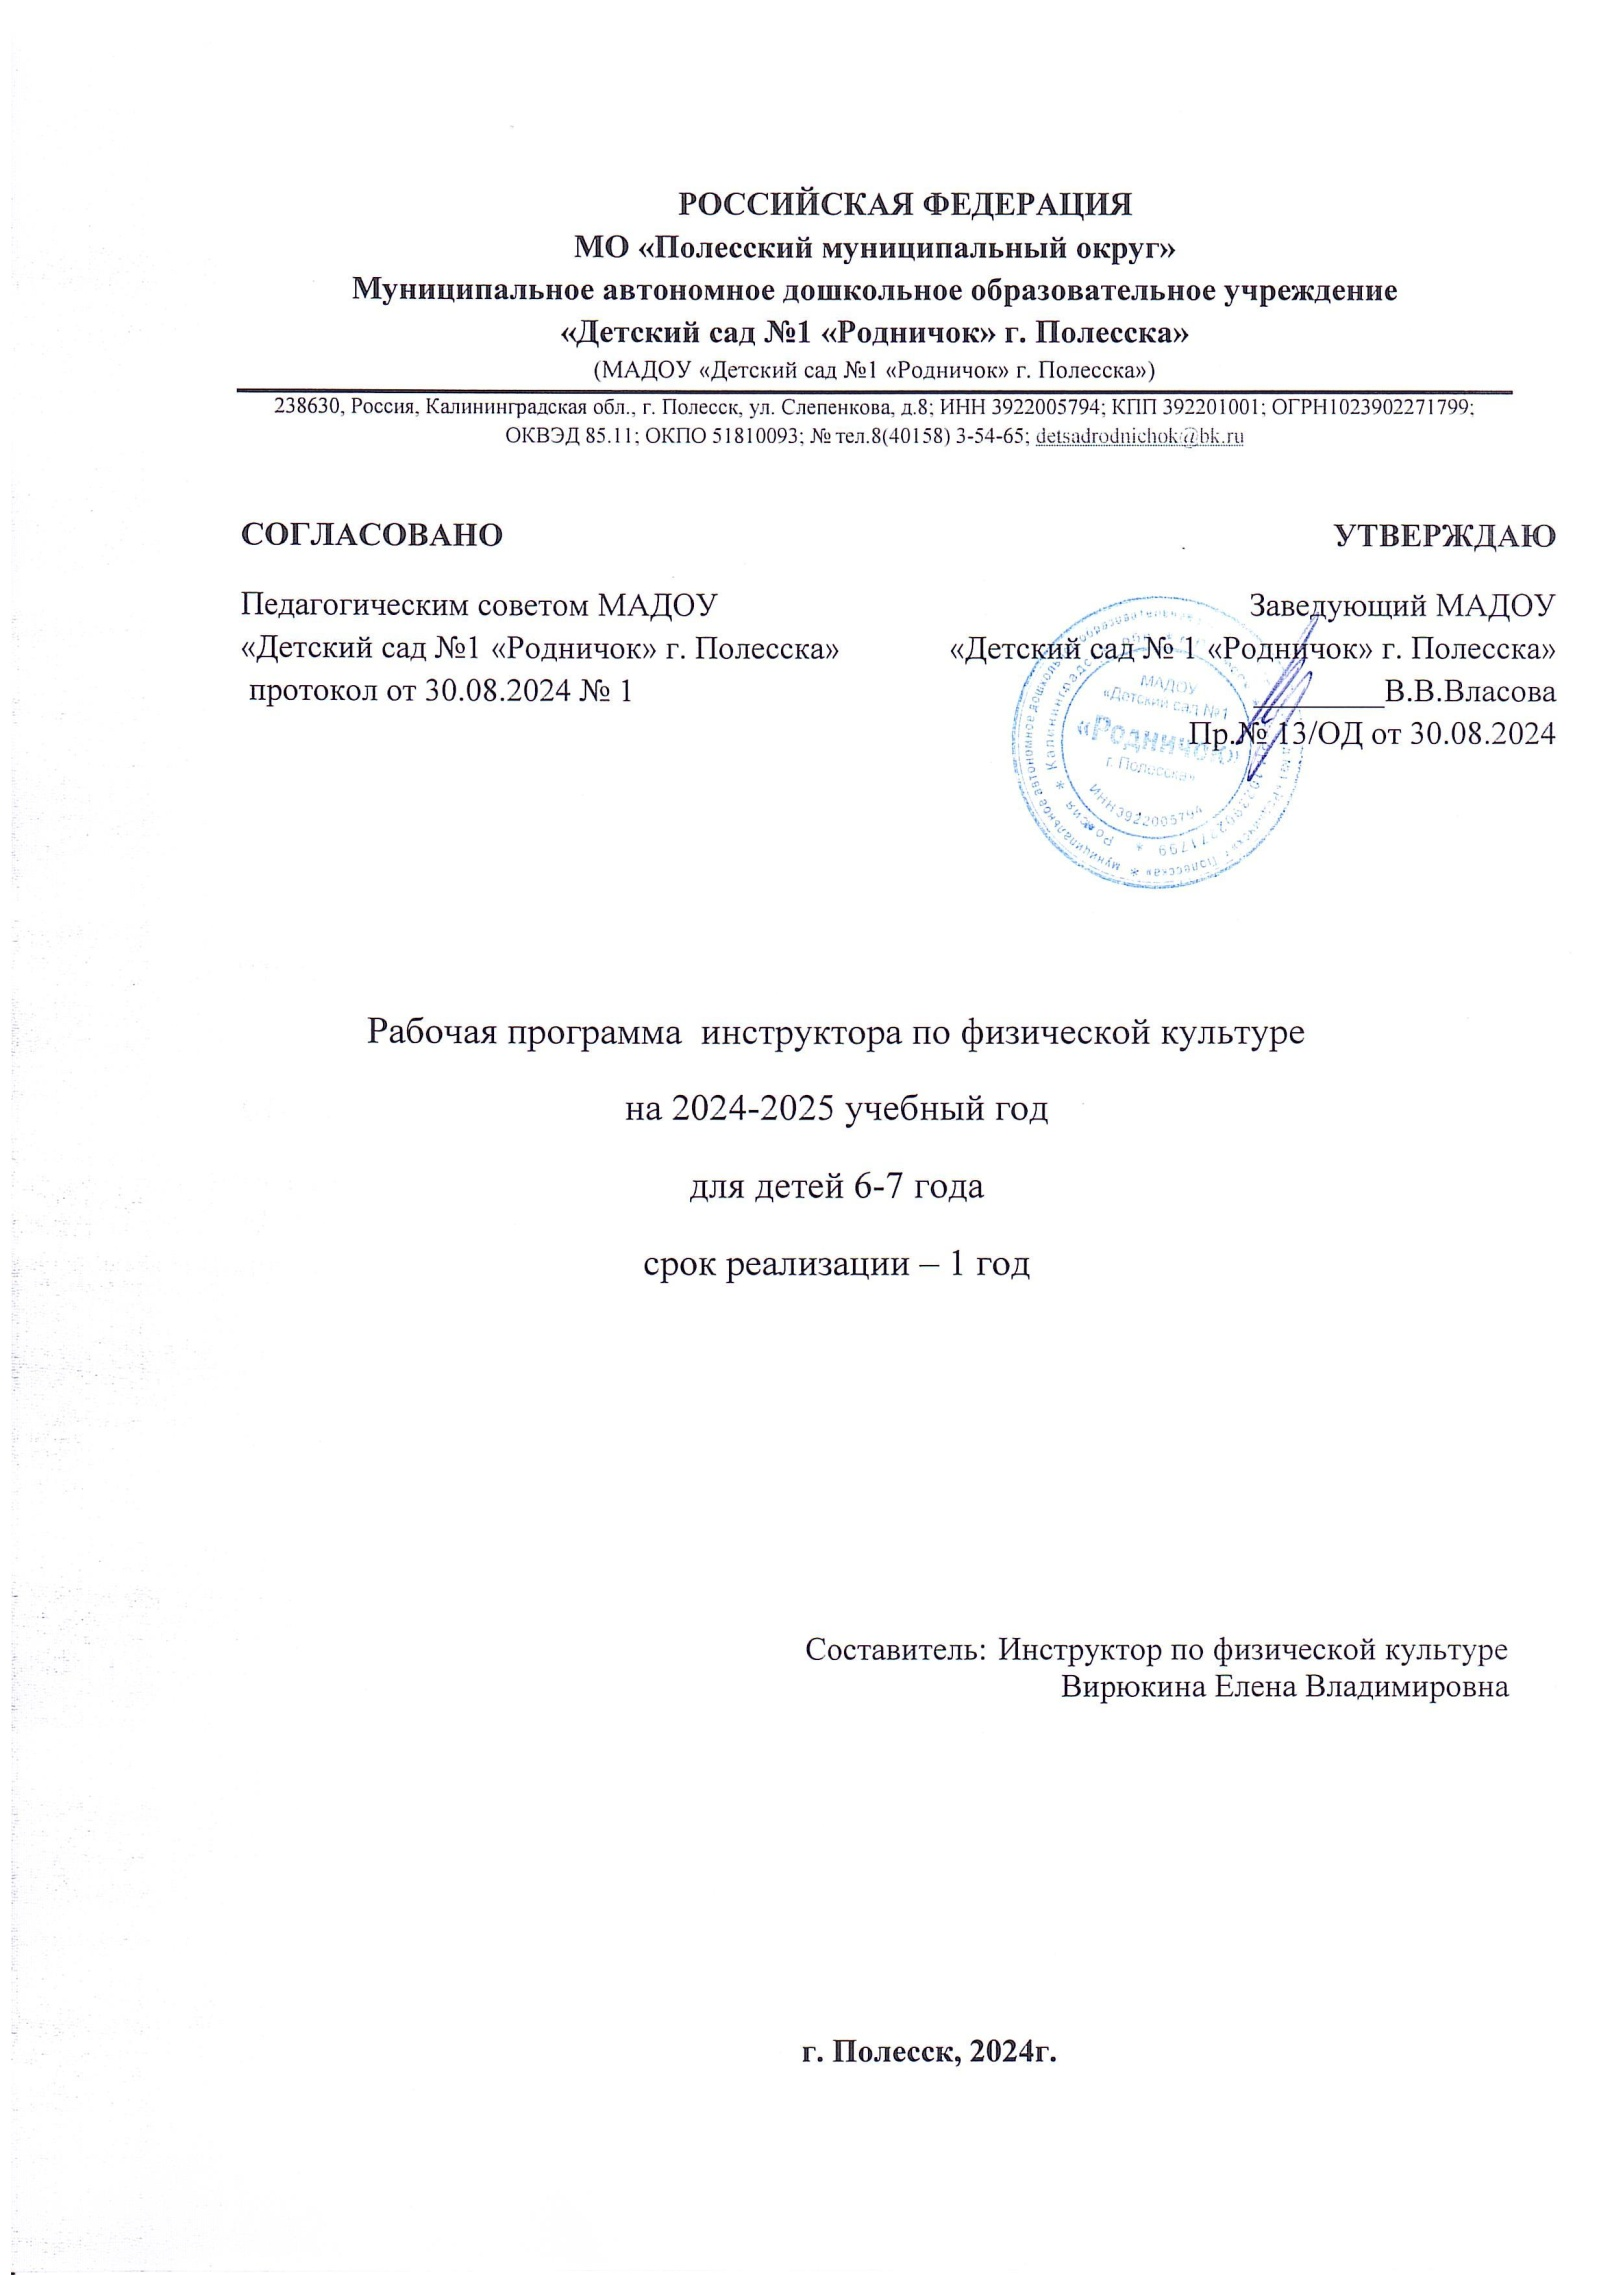 РОССИЙСКАЯ ФЕДЕРАЦИЯ
МО «Полесский муниципальный округ»
Муниципальное автономное дошкольное образовательное учреждение
«Детский сад №1 «Родничок» г. Полесска»
(МАДОУ «Детский сад №1 «Родничок» г. Полесска»)
238630, Россия, Калининградская обл., г. Полесск, ул. Слепенкова, д.8; ИНН 3922005794; КПП 392201001; ОГРН1023902271799;
ОКВЭД 85.11; ОКПО 51810093; № тел.8(40158) 3-54-65; detsadrodnichok@bk.ru
СОГЛАСОВАНО
Педагогическим советом МАДОУ
«Детский сад №1 «Родничок» г. Полесска»
протокол от 30.08.2024 № 1
УТВЕРЖДАЮ
Заведующий МАДОУ
«Детский сад № 1 «Родничок» г. Полесска»
________В.В.Власова
Пр.№ 13/ОД от 30.08.2024
МАДОУ
«Детский сад №1
«Родничок»
г. Полесска»
ИНН3922005794
Рабочая программа инструктора по физической культуре
на 2024-2025 учебный год
для детей 6-7 года
срок реализации – 1 год
Составитель: Инструктор по физической культуре
Вирюкина Елена Владимировна
г. Полесск, 2024г.